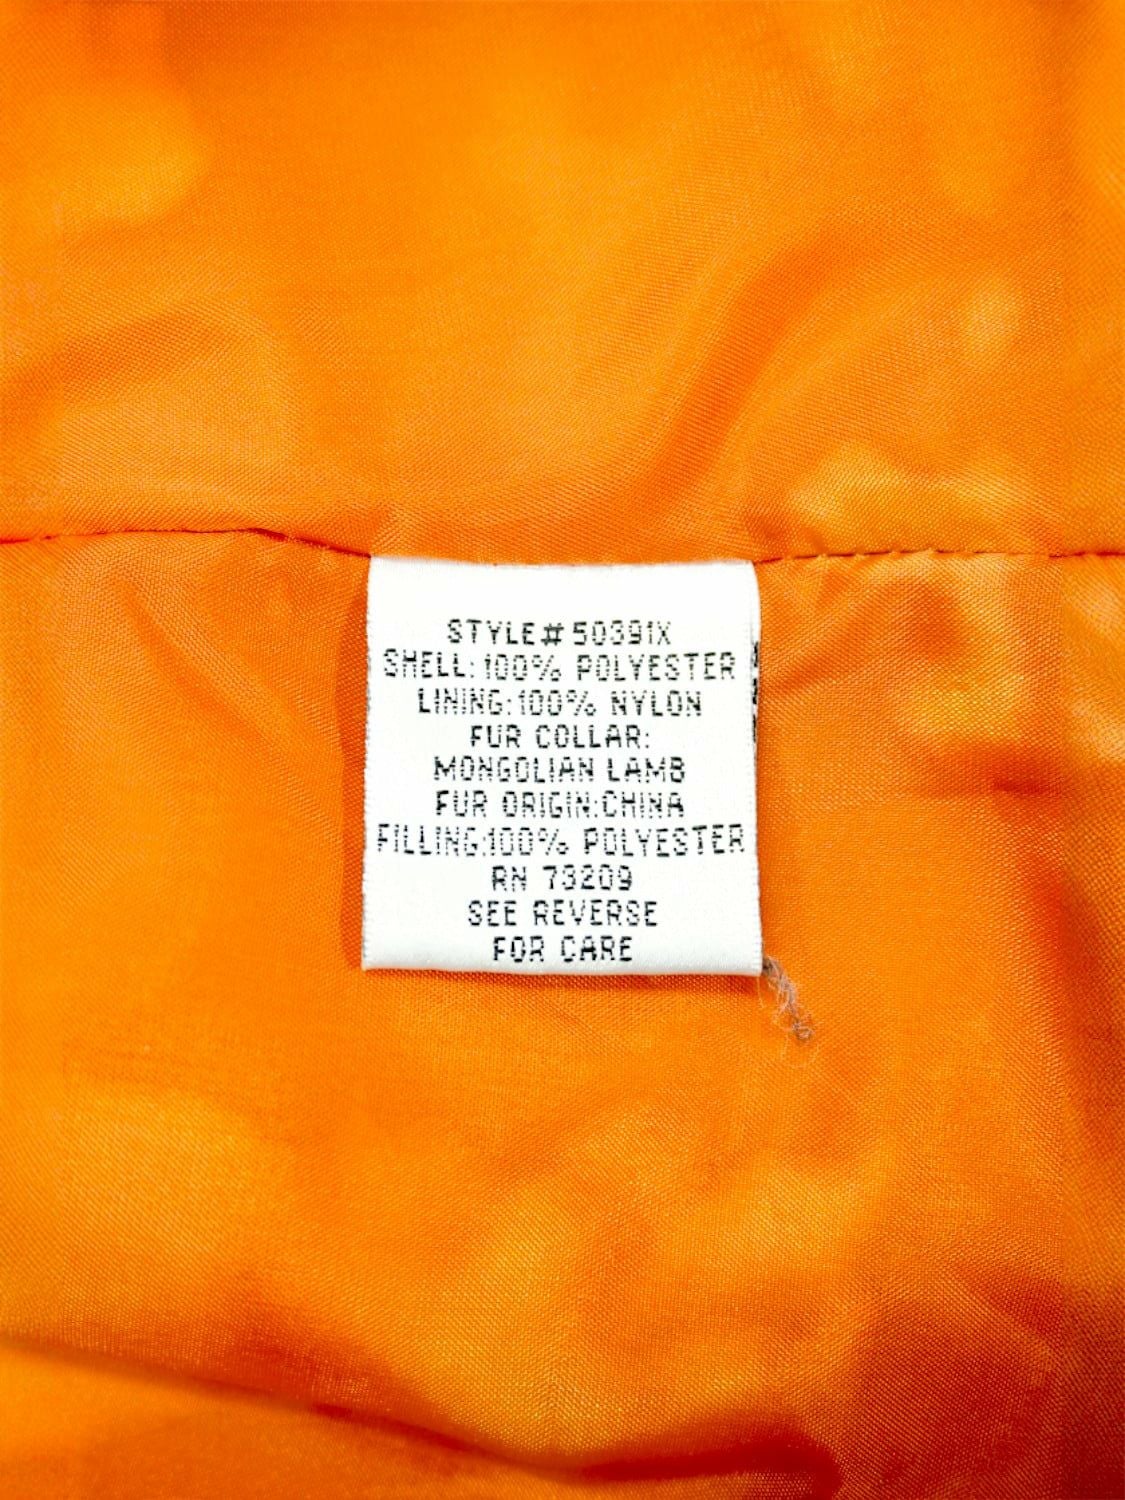 STYLE# 50391X
SHELL: 100% POLYESTER
LINING: 100% NYLON
FUR COLLAR:
MONGOLIAN LAMB
FUR ORIGIN: CHINA
FILLING: 100% POLYESTER
RN 73209
SEE REVERSE
FOR CARE